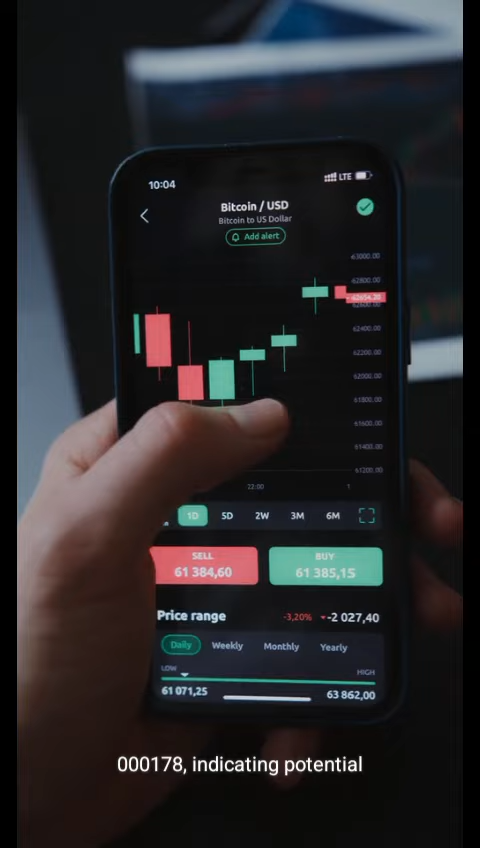 10:04
LTE
Bitcoin / USD
Bitcoin to US Dollar
Add alert
63000.00
62800.00
62600.00
62400.00
62200.00
62000.00
61800.00
61600.00
61400.00
61200.00
22:00
1
1D
5D
2W
3M
6M
SELL
BUY
61 384,60
61 385,15
Price range
-3,20%
-2 027,40
Daily
Weekly
Monthly
Yearly
LOW
HIGH
61 071,25
63 862,00
000178, indicating potential